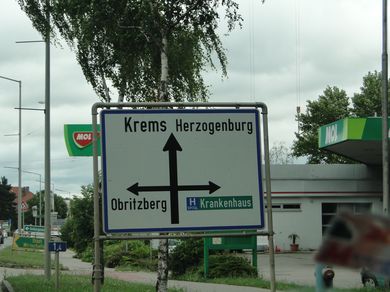 Krems Herzogenburg
Obritzberg
H Krankenhaus
MOL
MOL